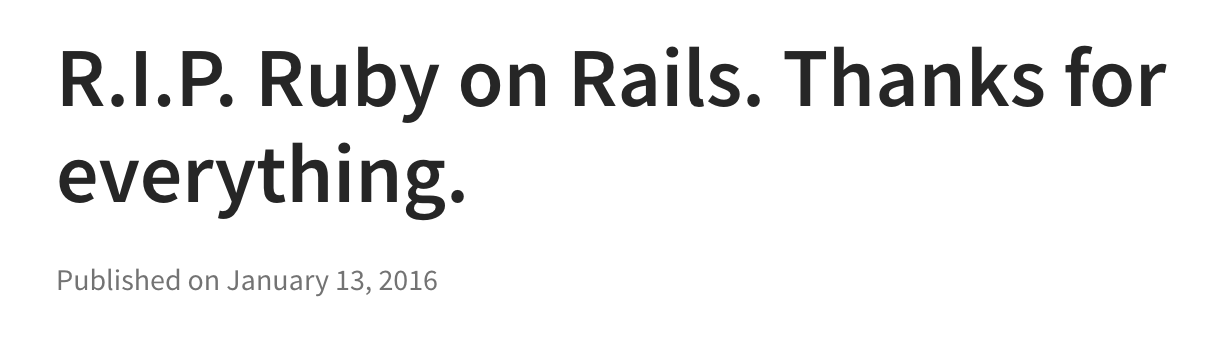 R.I.P. Ruby on Rails. Thanks for
everything.
Published on January 13, 2016